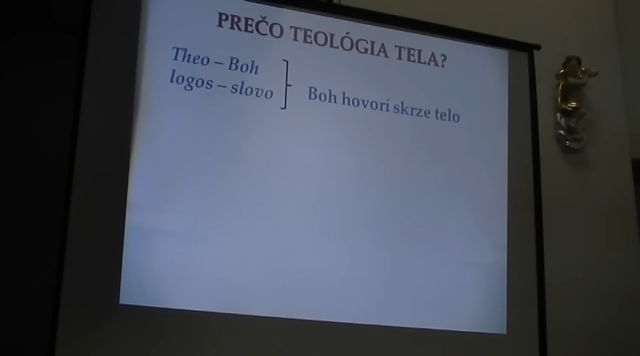 PREČO TEOLÓGIA TELA?
Theo – Boh
logos – slovo
Boh hovorí skrze telo